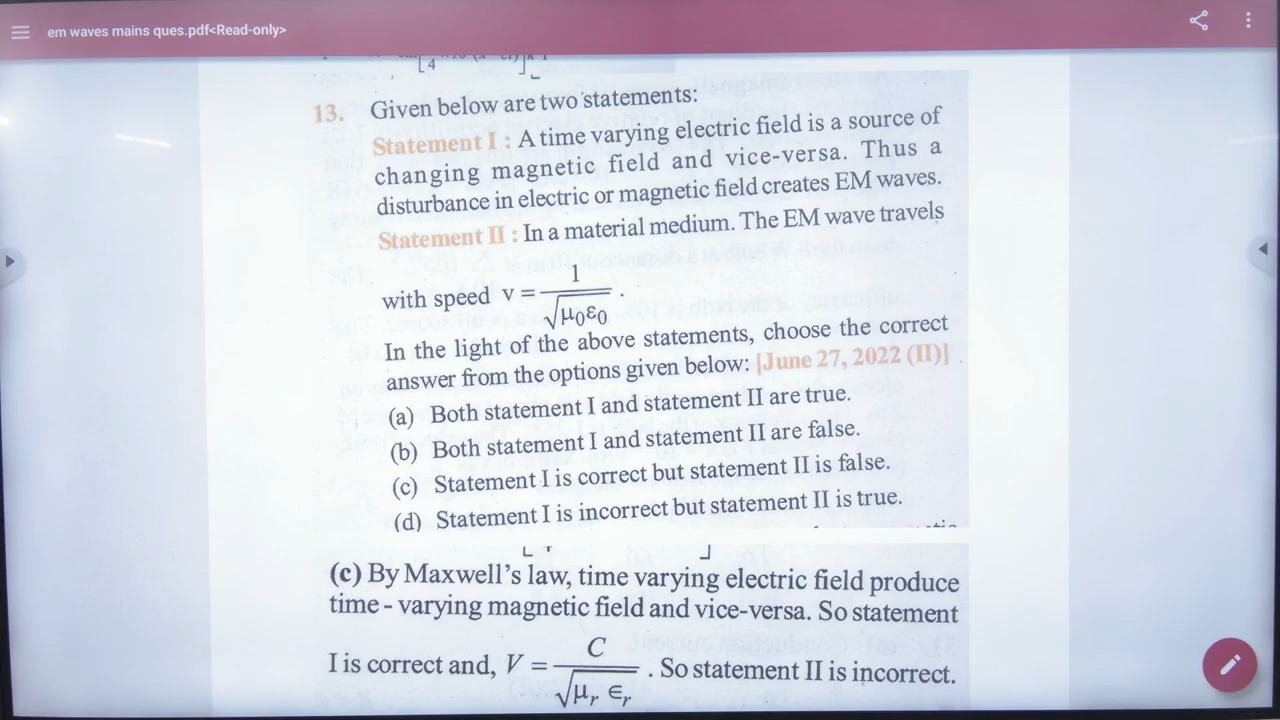 em waves mains ques.pdf<Read-only>
13. Given below are two statements:
Statement I : A time varying electric field is a source of
changing magnetic field and vice-versa. Thus a
disturbance in electric or magnetic field creates EM waves.
Statement II : In a material medium. The EM wave travels
with speed v = 1/√μ₀ε₀ .
In the light of the above statements, choose the correct
answer from the options given below: [June 27, 2022 (II)]
(a) Both statement I and statement II are true.
(b) Both statement I and statement II are false.
(c) Statement I is correct but statement II is false.
(d) Statement I is incorrect but statement II is true.
(c) By Maxwell's law, time varying electric field produce
time - varying magnetic field and vice-versa. So statement
I is correct and, V = C/√μᵣ ∈ᵣ . So statement II is incorrect.